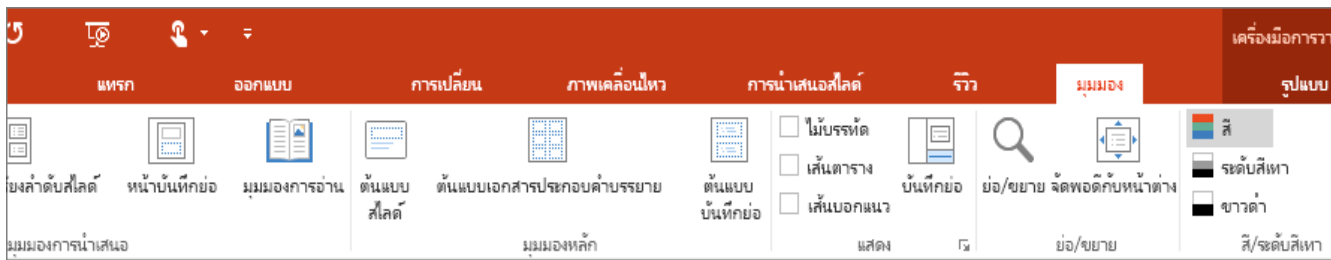 เครื่องมือการวา
แทรก ออกแบบ การเปลี่ยน ภาพเคลื่อนไหว การนำเสนอสไลด์ รีวิว มุมมอง รูปแบบ
ยงลำดับสไลด์ หน้าบันทึกย่อ มุมมองการอ่าน
ต้นแบบ
สไลด์
ต้นแบบเอกสารประกอบคำบรรยาย
ต้นแบบ
บันทึกย่อ
ไม้บรรทัด
เส้นตาราง
เส้นบอกแนว
บันทึกย่อ
ย่อ/ขยาย จัดพอดีกับหน้าต่าง
สี
ระดับสีเทา
ขาวดำ
มุมมองการนำเสนอ มุมมองหลัก แสดง ย่อ/ขยาย สี/ระดับสีเทา